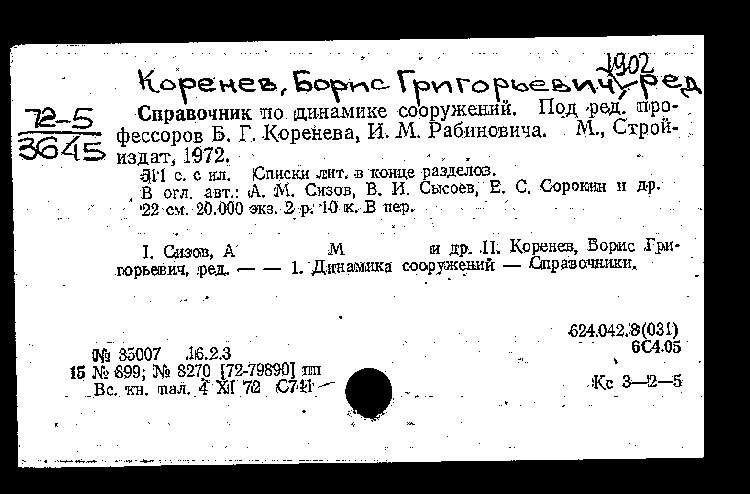 1902
Коренев, Борис Григорьевич, ред
72-5
3645
Справочник по динамике сооружений. Под ред. про-
фессоров Б. Г. Коренева, И. М. Рабиновича. М., Строй-
издат, 1972.
511 с. с ил. Списки лит. в конце разделов.
В огл. авт.: А. М. Сизов, В. И. Сысоев, Е. С. Сорокин и др.
22 см. 20.000 экз. 2 р. 10 к. В пер.
I. Сизов, А М и др. II. Коренев, Борис Гри-
горьевич, ред. — — 1. Динамика сооружений — Справочники.
624.042.8(031)
6С4.05
№ 35007 16.2.3
15 № 699; № 8270 [72-79890] пп
Вс. кн. пал. 4 XI 72 С711
Кс 3—2—5